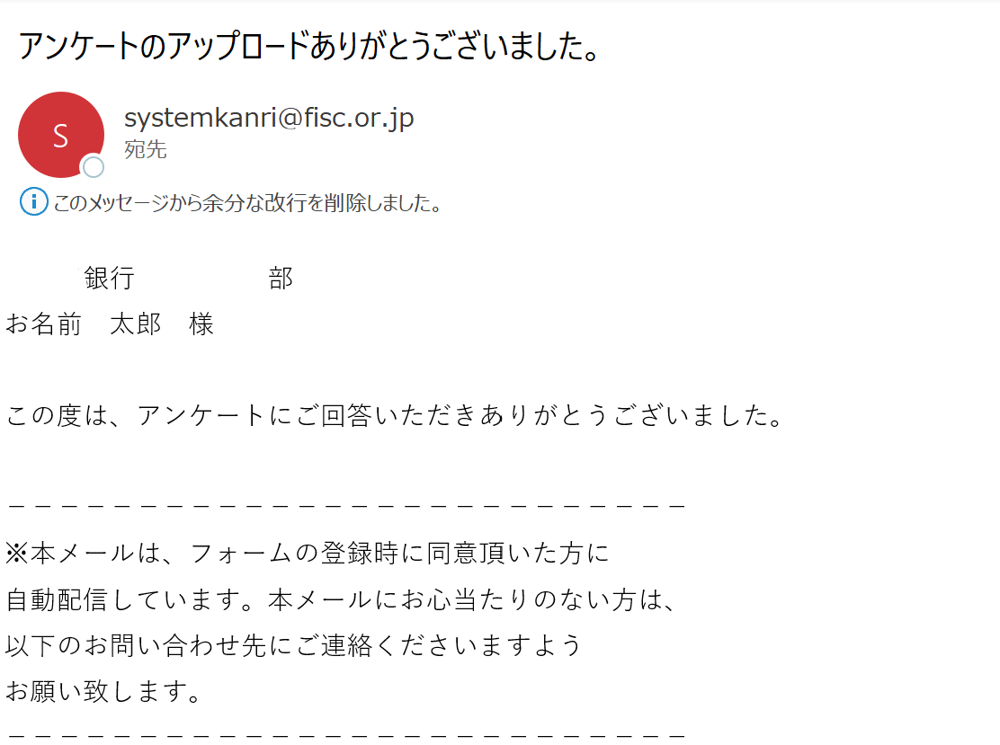 アンケートのアップロードありがとうございました。
S
systemkanri@fisc.or.jp
宛先
このメッセージから余分な改行を削除しました。
銀行　　　　　部
お名前　太郎　様
この度は、アンケートにご回答いただきありがとうございました。
－－－－－－－－－－－－－－－－－－－－－－－－－－
※本メールは、フォームの登録時に同意頂いた方に
自動配信しています。本メールにお心当たりのない方は、
以下のお問い合わせ先にご連絡くださいますよう
お願い致します。
－－－－－－－－－－－－－－－－－－－－－－－－－－